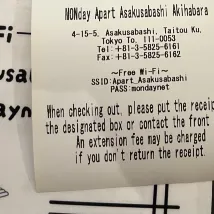 MONday Apart Asakusabashi Akihabara
4-15-5, Asakusabashi, Taitou Ku,
Tokyo To, 111-0053
Tel:+81-3-5825-6161
Fax:+81-3-5825-6162
~Free Wi-Fi~
SSID:Apart_Asakusabashi
PASS:mondaynet
When checking out, please put the receip
the designated box or contact the front
An extension fee may be charged
if you don't return the receipt.